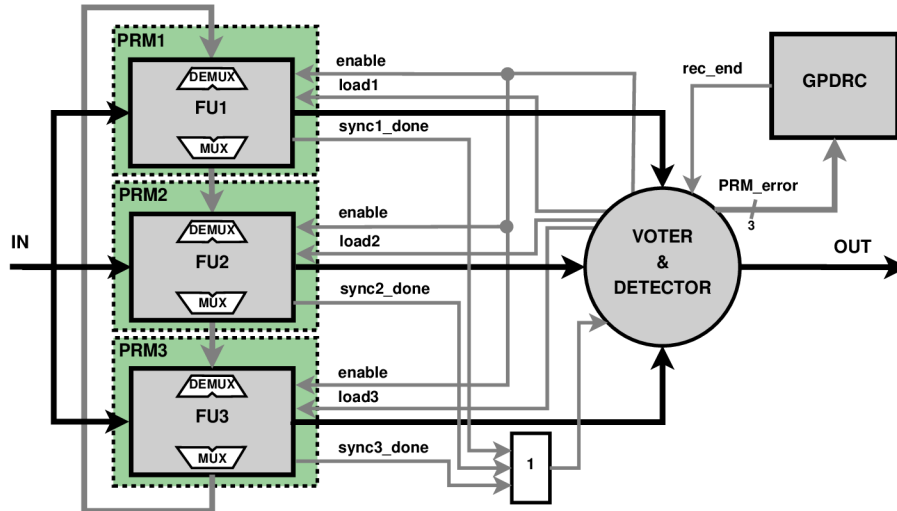 PRM1
DEMUX
FU1
MUX
enable
load1
sync1_done
rec_end
GPDRC
PRM_error
3
PRM2
DEMUX
FU2
MUX
enable
load2
sync2_done
IN
VOTER
&
DETECTOR
OUT
PRM3
DEMUX
FU3
MUX
enable
load3
sync3_done
1